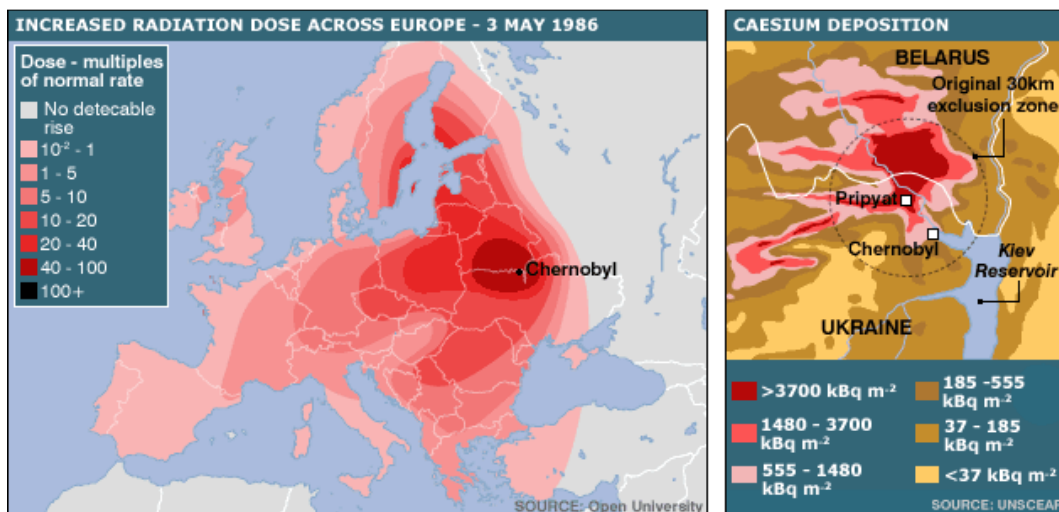 INCREASED RADIATION DOSE ACROSS EUROPE - 3 MAY 1986
Dose - multiples
of normal rate
No detecable
rise
10-2 - 1
1 - 5
5 - 10
10 - 20
20 - 40
40 - 100
100+
Chernobyl
SOURCE: Open University
CAESIUM DEPOSITION
BELARUS
Original 30km
exclusion zone
Pripyat
Chernobyl
Kiev
Reservoir
UKRAINE
>3700 kBq m-2
1480 - 3700
kBq m-2
555 - 1480
kBq m-2
185 -555
kBq m-2
37 - 185
kBq m-2
<37 kBq m-2
SOURCE: UNSCEAR